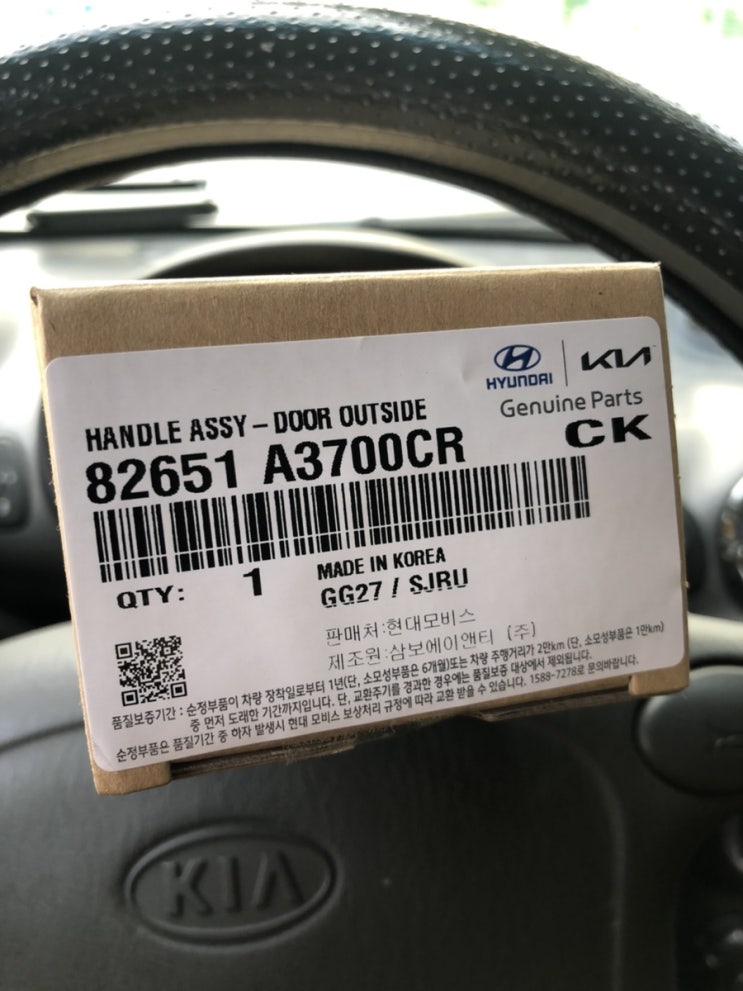 HYUNDAI
KIA
Genuine Parts
HANDLE ASSY – DOOR OUTSIDE
CK
82651 A3700CR
QTY: 1
MADE IN KOREA
GG27 / SJRU
판매처:현대모비스
제조원:삼보에이앤티 (주)
품질보증기간 : 순정부품이 차량 장착일로부터 1년(단, 소모성부품은 6개월)또는 차량 주행거리가 2만km (단, 소모성부품은 1만km)
중 먼저 도래한 기간까지입니다. 단, 교환주기를 경과한 경우에는 품질보증 대상에서 제외됩니다.
순정부품은 품질기간 중 하자 발생시 현대 모비스 보상처리 규정에 따라 교환 받을 수 있습니다. 1588-7278로 문의바랍니다.
KIA